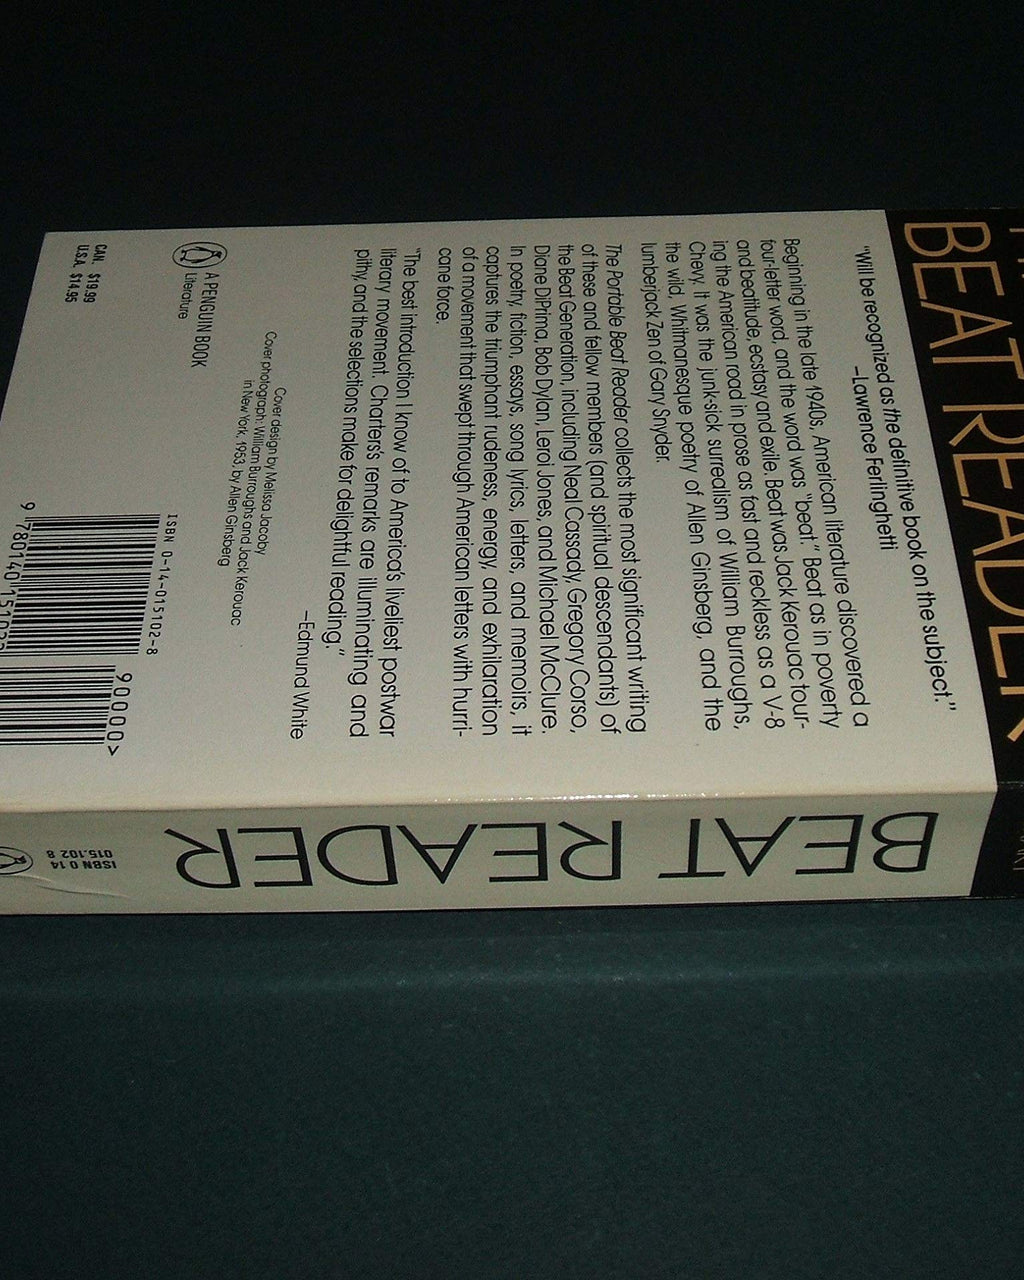 BEAT READER
"Will be recognized as the definitive book on the subject."
–Lawrence Ferlinghetti
Beginning in the late 1940s, American literature discovered a
four-letter word, and the word was "beat." Beat as in poverty
and beatitude, ecstasy and exile. Beat was Jack Kerouac tour-
ing the American road in prose as fast and reckless as a V-8
Chevy. It was the junk-sick surrealism of William Burroughs,
the wild, Whitmanesque poetry of Allen Ginsberg, and the
lumberjack Zen of Gary Snyder.
The Portable Beat Reader collects the most significant writing
of these and fellow members (and spiritual descendants) of
the Beat Generation, including Neal Cassady, Gregory Corso,
Diane DiPrima, Bob Dylan, Leroi Jones, and Michael McClure.
In poetry, fiction, essays, song lyrics, letters, and memoirs, it
captures the triumphant rudeness, energy, and exhilaration
of a movement that swept through American letters with hurri-
cane force.
"The best introduction I know of to America's liveliest postwar
literary movement. Charters's remarks are illuminating and
pithy and the selections make for delightful reading."
–Edmund White
Cover design by Melissa Jacoby
Cover photograph: William Burroughs and Jack Kerouac
in New York, 1953, by Allen Ginsberg
A PENGUIN BOOK
Literature
CAN. $19.99
U.S.A. $14.95
ISBN 0-14-015102-8
90000>
9 780140 151022
BEAT READER
ISBN 0 14
015.102 8